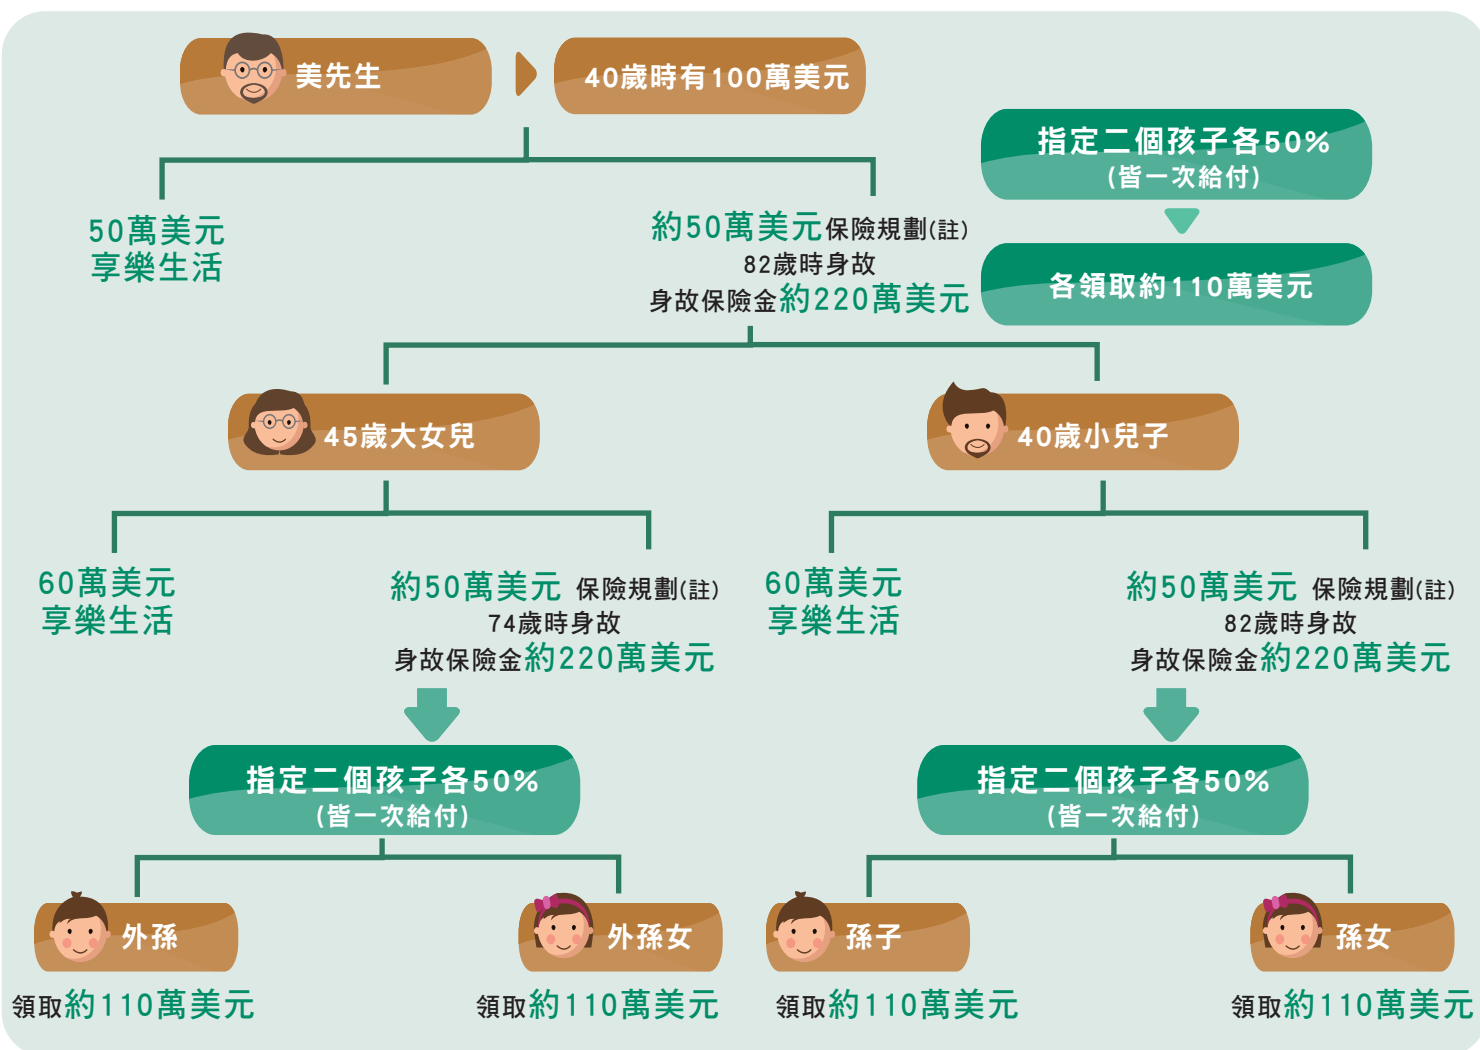 美先生
40歲時有100萬美元
指定二個孩子各50%
(皆一次給付)
各領取約110萬美元
50萬美元
享樂生活
約50萬美元保險規劃(註)
82歲時身故
身故保險金約220萬美元
45歲大女兒
40歲小兒子
60萬美元
享樂生活
約50萬美元 保險規劃(註)
74歲時身故
身故保險金約220萬美元
60萬美元
享樂生活
約50萬美元 保險規劃(註)
82歲時身故
身故保險金約220萬美元
指定二個孩子各50%
(皆一次給付)
指定二個孩子各50%
(皆一次給付)
外孫
領取約110萬美元
外孫女
領取約110萬美元
孫子
領取約110萬美元
孫女
領取約110萬美元